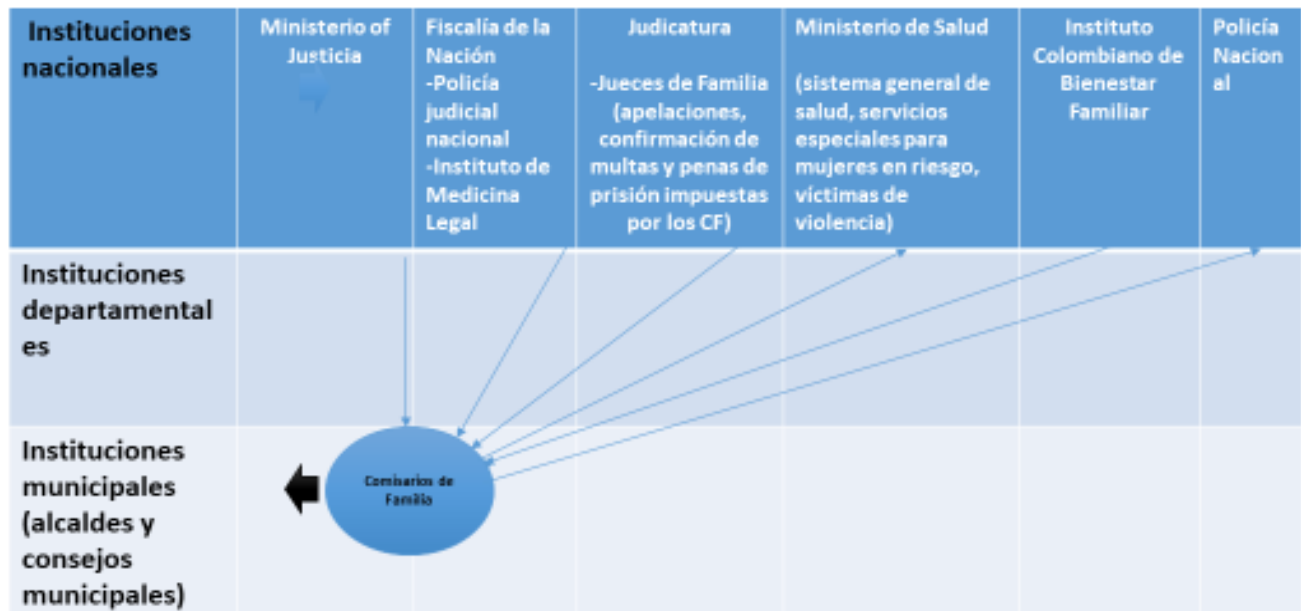 Instituciones
nacionales
Ministerio of
Justicia
Fiscalía de la
Nación
-Policía
judicial
nacional
-Instituto de
Medicina
Legal
Judicatura
-Jueces de Familia
(apelaciones,
confirmación de
multas y penas de
prisión impuestas
por los CF)
Ministerio de Salud
(sistema general de
salud, servicios
especiales para
mujeres en riesgo,
víctimas de
violencia)
Instituto
Colombiano de
Bienestar
Familiar
Policía
Nacion
al
Instituciones
departamental
es
Instituciones
municipales
(alcaldes y
consejos
municipales)
Comisarios de
Familia